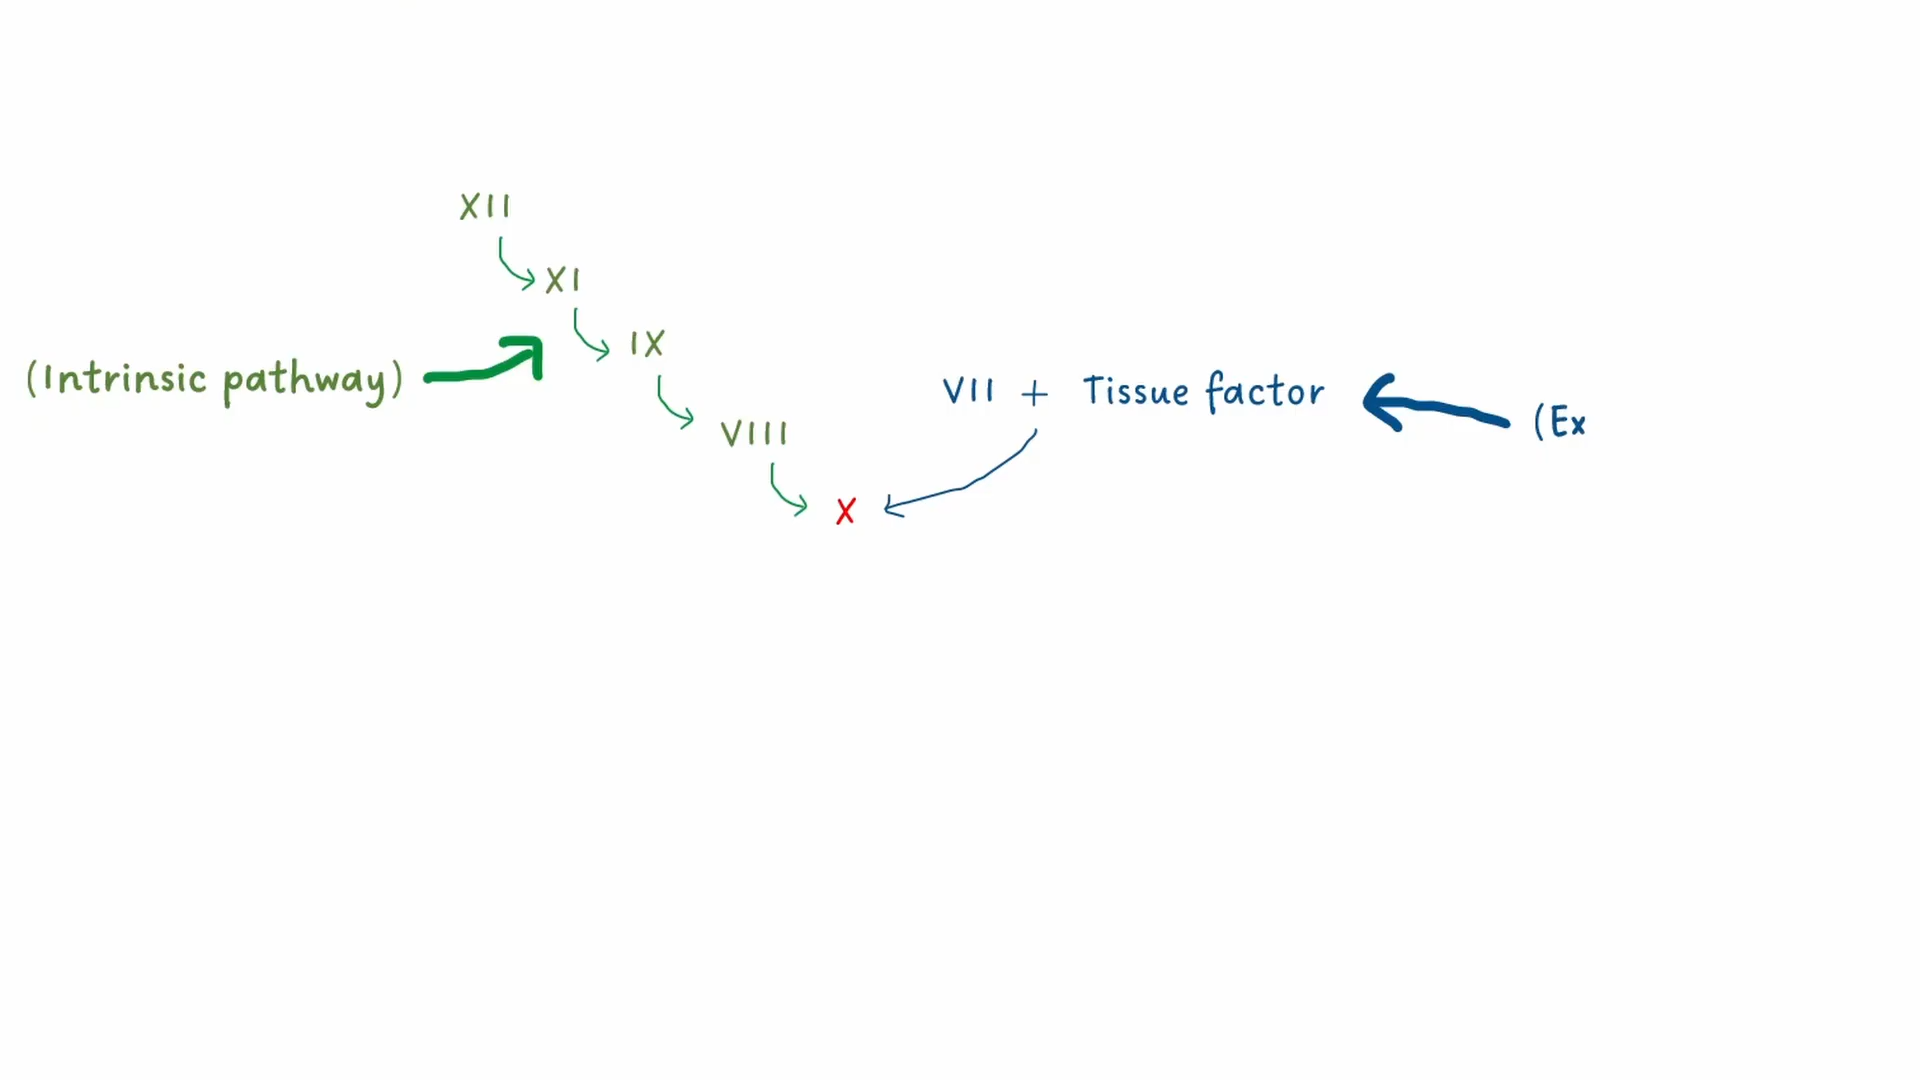 XII
XI
IX
(Intrinsic pathway)
VII + Tissue factor
(Ex
VIII
X